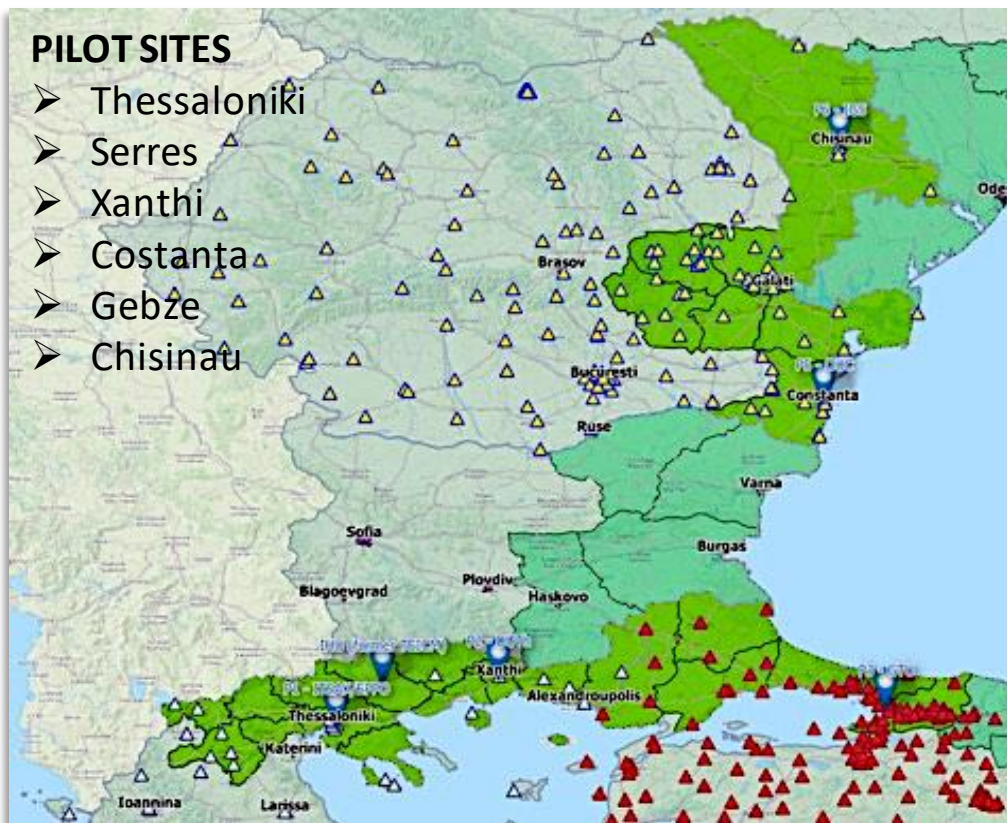 PILOT SITES
➢ Thessaloniki
➢ Serres
➢ Xanthi
➢ Costanta
➢ Gebze
➢ Chisinau
Chisinau
Ode
Brasov
Galati
București
Constanta
Ruse
Varna
Sofia
Burgas
Blagoevgrad
Plovdiv
Haskovo
Xanthi
Alexandroupolis
Thessaloniki
Katerini
Ioannina
Larissa